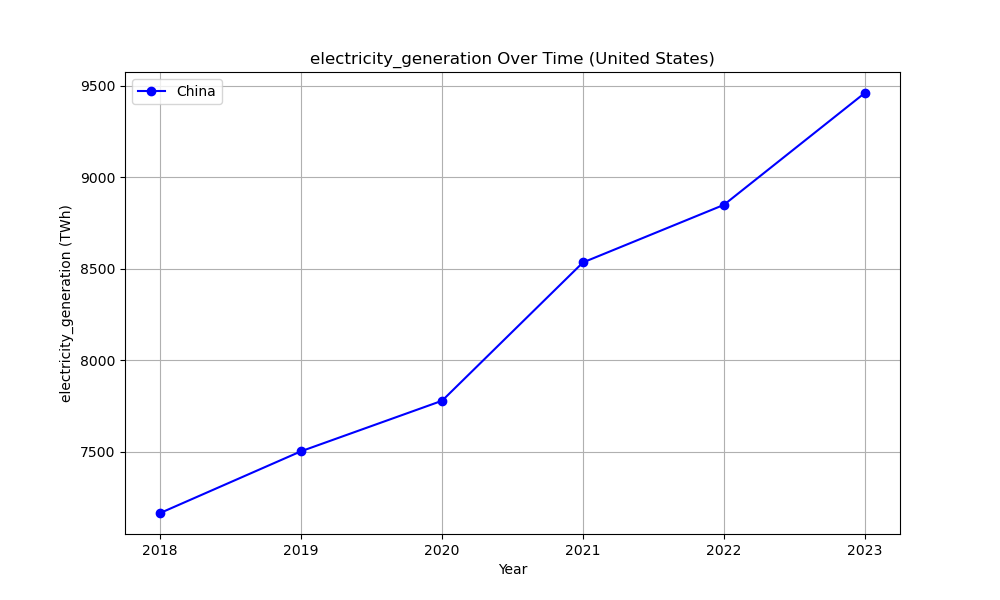 electricity_generation Over Time (United States)
China
electricity_generation (TWh)
9500
9000
8500
8000
7500
2018 2019 2020 2021 2022 2023
Year